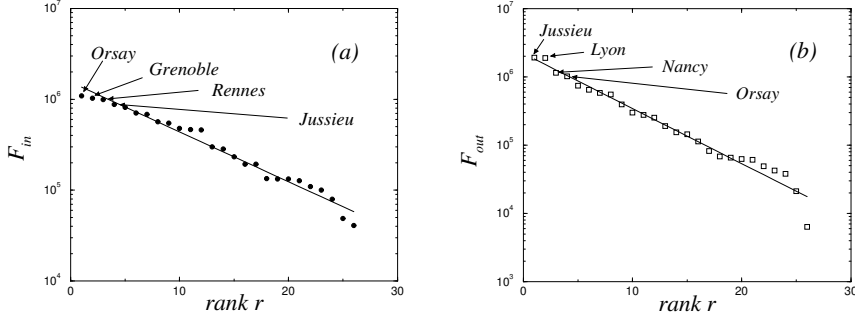 10^7
10^6
10^5
10^4
F_in
0
10
20
30
rank r
(a)
Orsay
Grenoble
Rennes
Jussieu
10^7
10^6
10^5
10^4
10^3
F_out
0
10
20
30
rank r
(b)
Jussieu
Lyon
Nancy
Orsay